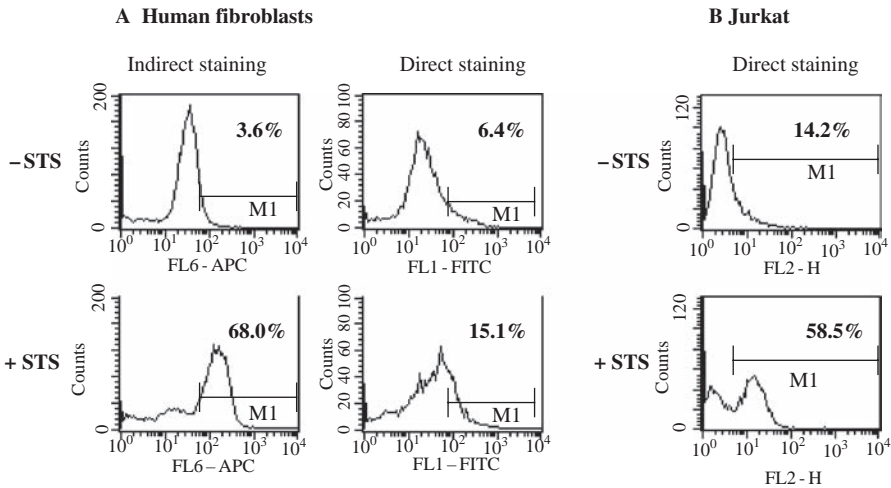 A Human fibroblasts
B Jurkat
Indirect staining
Direct staining
Direct staining
– STS
Counts
200
0
3.6%
M1
10^0 10^1 10^2 10^3 10^4
FL6 - APC
Counts
100
80
60
40
20
0
6.4%
M1
10^0 10^1 10^2 10^3 10^4
FL1 - FITC
– STS
Counts
120
0
14.2%
M1
10^0 10^1 10^2 10^3 10^4
FL2 - H
+ STS
Counts
200
0
68.0%
M1
10^0 10^1 10^2 10^3 10^4
FL6 – APC
Counts
100
80
60
40
20
0
15.1%
M1
10^0 10^1 10^2 10^3 10^4
FL1 – FITC
+ STS
Counts
120
0
58.5%
M1
10^0 10^1 10^2 10^3 10^4
FL2 - H